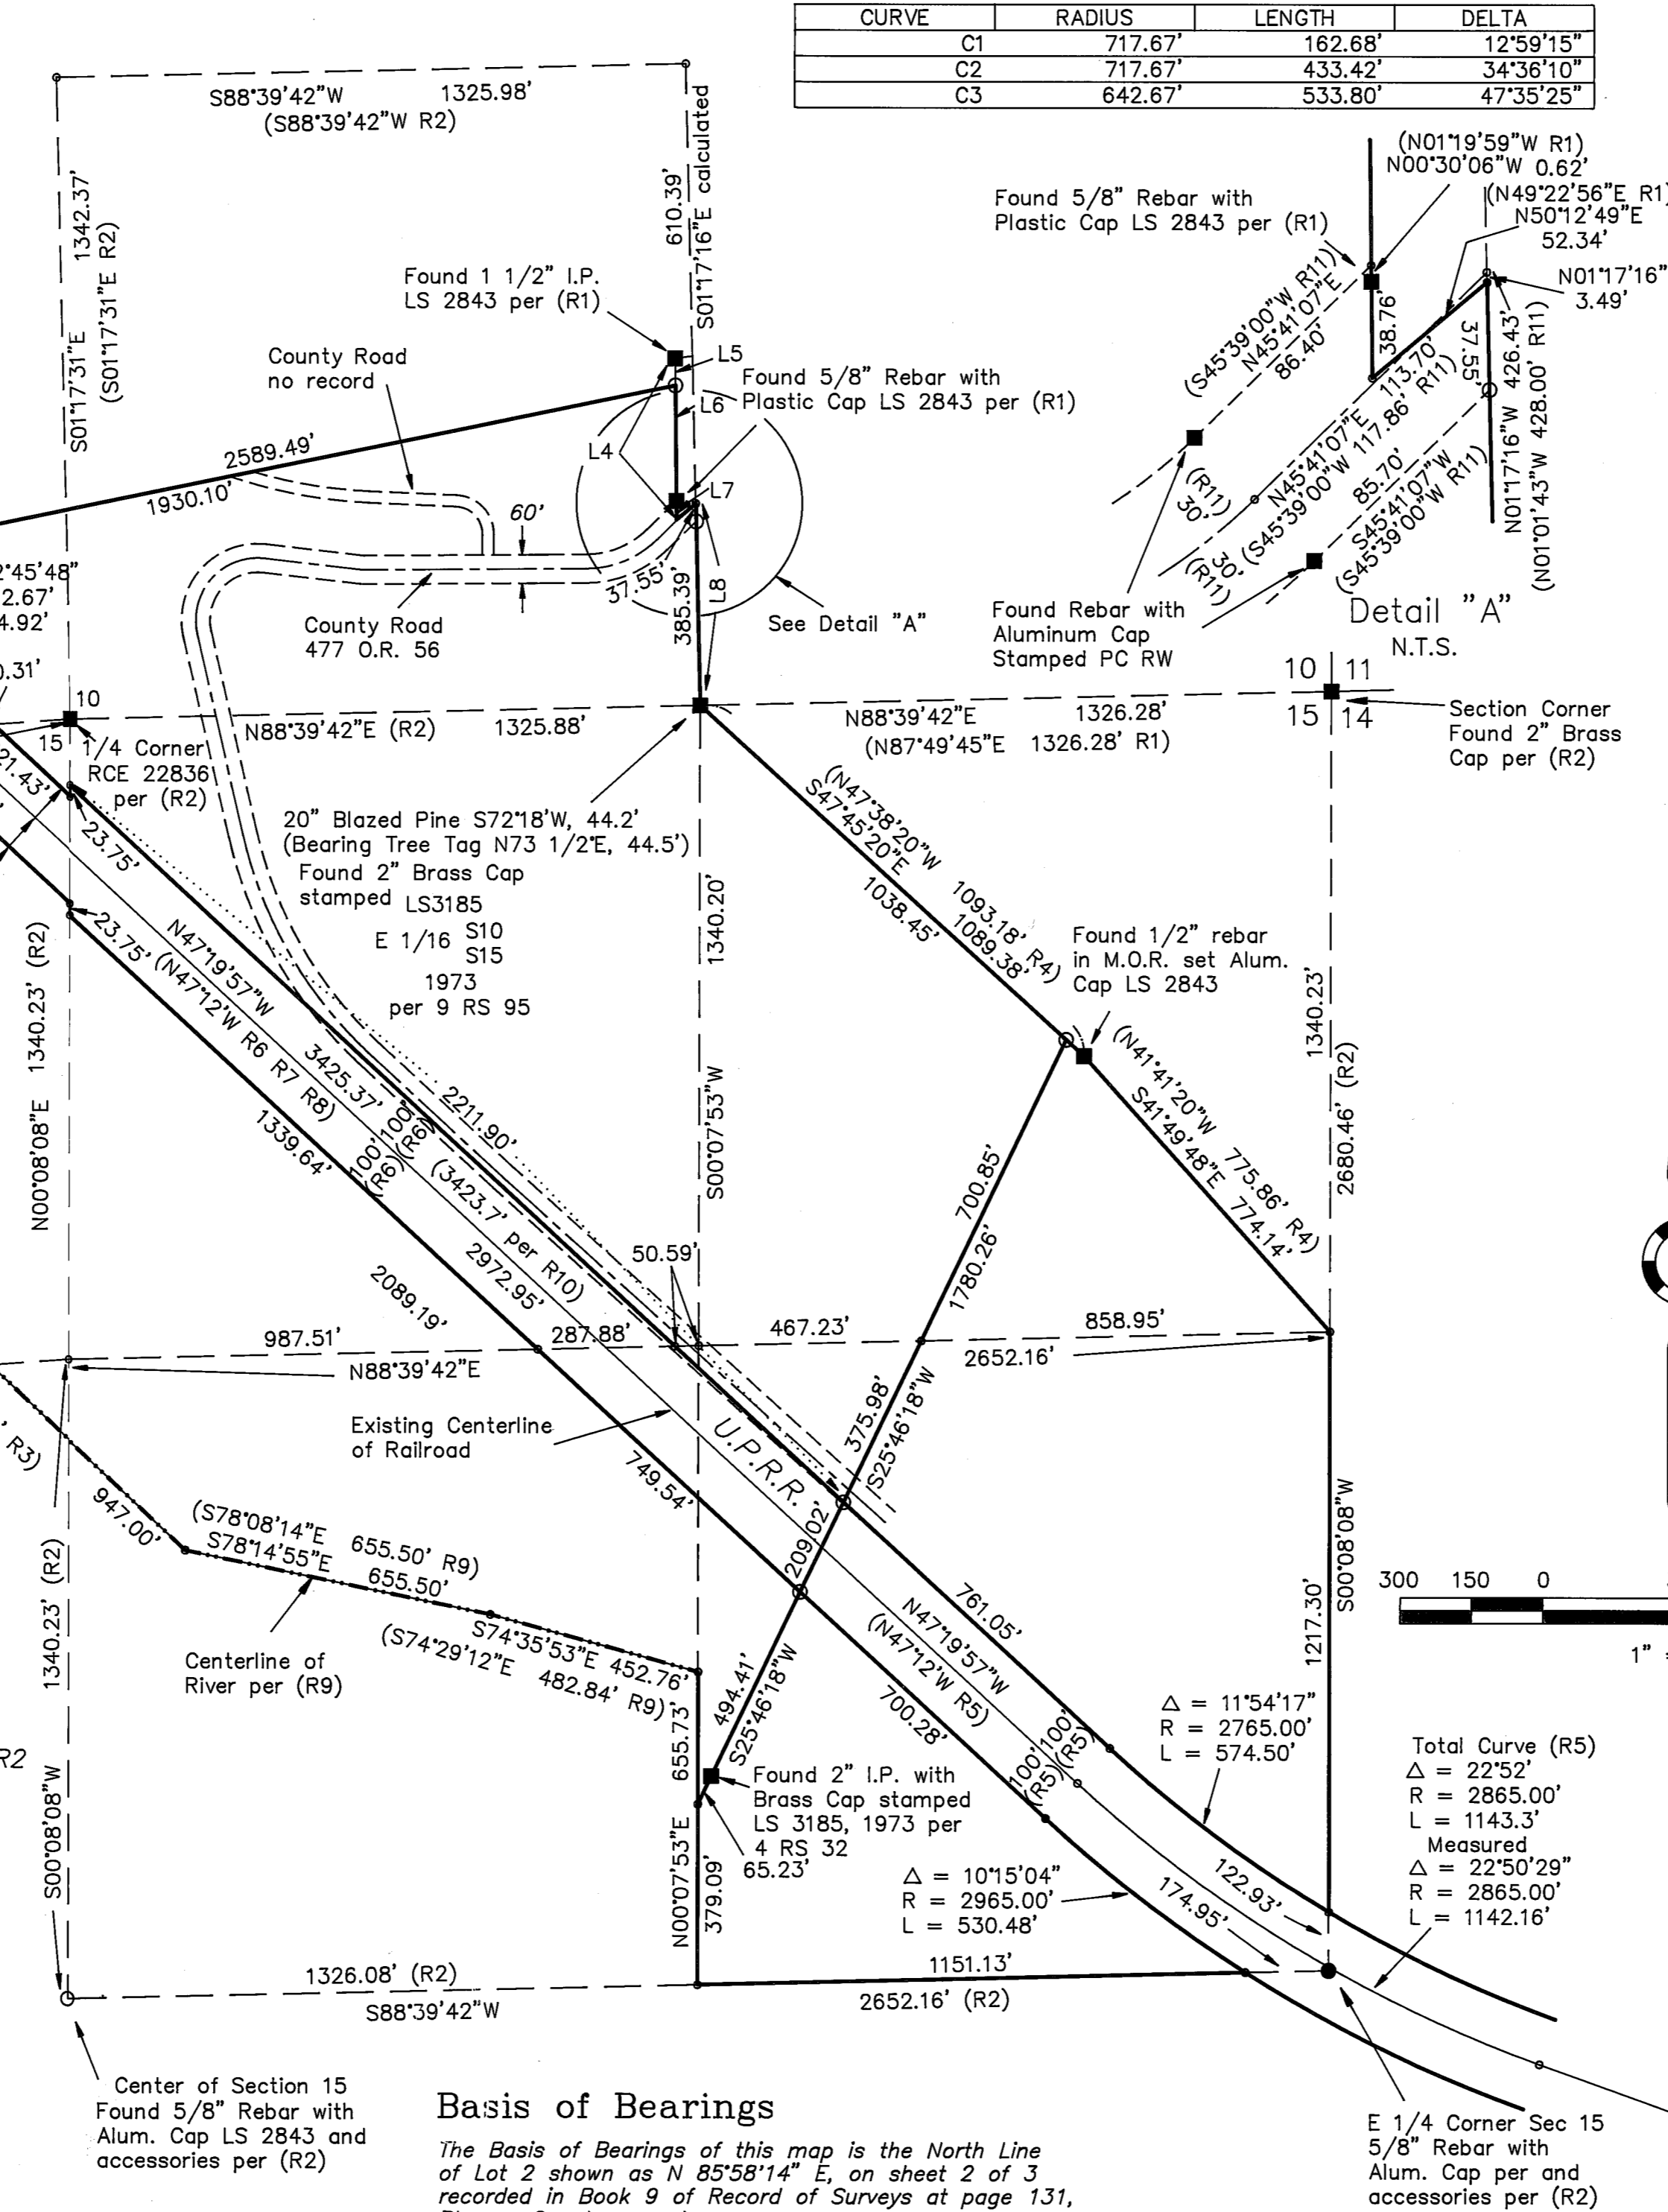 CURVE RADIUS LENGTH DELTA
C1 717.67' 162.68' 12°59'15"
C2 717.67' 433.42' 34°36'10"
C3 642.67' 533.80' 47°35'25"
S88°39'42"W 1325.98'
(S88°39'42"W R2)
S01°17'31"E 1342.37'
(S01°17'31"E R2)
610.39'
S01°17'16"E calculated
Found 1 1/2" I.P.
LS 2843 per (R1)
County Road
no record
L5
L6
L4
L7
L8
Found 5/8" Rebar with
Plastic Cap LS 2843 per (R1)
2589.49'
1930.10'
60'
37.55'
385.39'
See Detail "A"
County Road
477 O.R. 56
2°45'48"
2.67'
4.92'
0.31'
Found 5/8" Rebar with
Plastic Cap LS 2843 per (R1)
(N01°19'59"W R1)
N00°30'06"W 0.62'
(N49°22'56"E R1)
N50°12'49"E
52.34'
N01°17'16"
3.49'
(S45°39'00"W R11)
N45°41'07"E
86.40'
38.76'
37.55'
N45°41'07"E 113.70'
(S45°39'00"W 117.86' R11)
85.70'
S45°41'07"W
(S45°39'00"W R11)
N01°17'16"W 426.43'
(N01°01'43"W 428.00' R11)
(R11)
30'
30'
(R11)
Found Rebar with
Aluminum Cap
Stamped PC RW
Detail "A"
N.T.S.
10 11
15 14
Section Corner
Found 2" Brass
Cap per (R2)
10
15
1/4 Corner
RCE 22836
per (R2)
N88°39'42"E (R2) 1325.88'
N88°39'42"E 1326.28'
(N87°49'45"E 1326.28' R1)
21.43'
23.75'
23.75'
20" Blazed Pine S72°18'W, 44.2'
(Bearing Tree Tag N73 1/2°E, 44.5')
Found 2" Brass Cap
stamped LS3185
E 1/16 S10
S15
1973
per 9 RS 95
(N47°38'20"W 1093.18' R4)
S47°45'20"E 1089.38'
1038.45'
Found 1/2" rebar
in M.O.R. set Alum.
Cap LS 2843
(N41°41'20"W 775.86' R4)
S41°49'48"E 774.14'
1340.20'
S00°07'53"W
1340.23'
2680.46' (R2)
N00°08'08"E 1340.23' (R2)
N47°19'57"W 3425.37'
(N47°12'W R6 R7 R8)
(3423.7' per R10)
2211.90'
100' 100'
(R6) (R6)
1339.64'
2972.95'
2089.19'
50.59'
700.85'
1780.26'
987.51' 287.88' 467.23' 858.95'
N88°39'42"E
2652.16'
Existing Centerline
of Railroad
U.P.R.R.
749.54'
375.98'
S25°46'18"W
209.02'
' R3)
947.00'
(S78°08'14"E 655.50' R9)
S78°14'55"E 655.50'
Centerline of
River per (R9)
S74°35'53"E 452.76'
(S74°29'12"E 482.84' R9)
1340.23' (R2)
S00°08'08"W
R2
655.73'
494.41'
S25°46'18"W
N47°19'57"W
(N47°12'W R5)
761.05'
700.28'
100' 100'
(R5) (R5)
S00°08'08"W
1217.30'
300 150 0
1" =
Δ = 11°54'17"
R = 2765.00'
L = 574.50'
Total Curve (R5)
Δ = 22°52'
R = 2865.00'
L = 1143.3'
Measured
Δ = 22°50'29"
R = 2865.00'
L = 1142.16'
Found 2" I.P. with
Brass Cap stamped
LS 3185, 1973 per
4 RS 32
65.23'
N00°07'53"E
379.09'
Δ = 10°15'04"
R = 2965.00'
L = 530.48'
122.93'
174.95'
1151.13'
2652.16' (R2)
1326.08' (R2)
S88°39'42"W
Center of Section 15
Found 5/8" Rebar with
Alum. Cap LS 2843 and
accessories per (R2)
E 1/4 Corner Sec 15
5/8" Rebar with
Alum. Cap per and
accessories per (R2)
Basis of Bearings
The Basis of Bearings of this map is the North Line
of Lot 2 shown as N 85°58'14" E, on sheet 2 of 3
recorded in Book 9 of Record of Surveys at page 131,